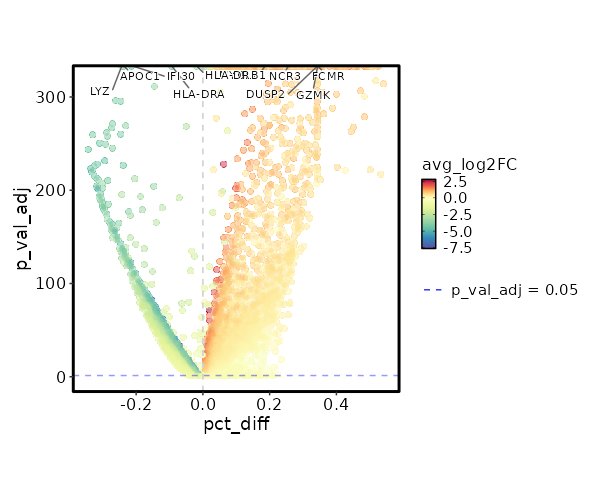 APOC1
IFI30
HLA-DRB1
NCR3
FCMR
LYZ
HLA-DRA
DUSP2
GZMK
300
200
100
0
-0.2
0.0
0.2
0.4
pct_diff
p_val_adj
avg_log2FC
2.5
0.0
-2.5
-5.0
-7.5
p_val_adj = 0.05